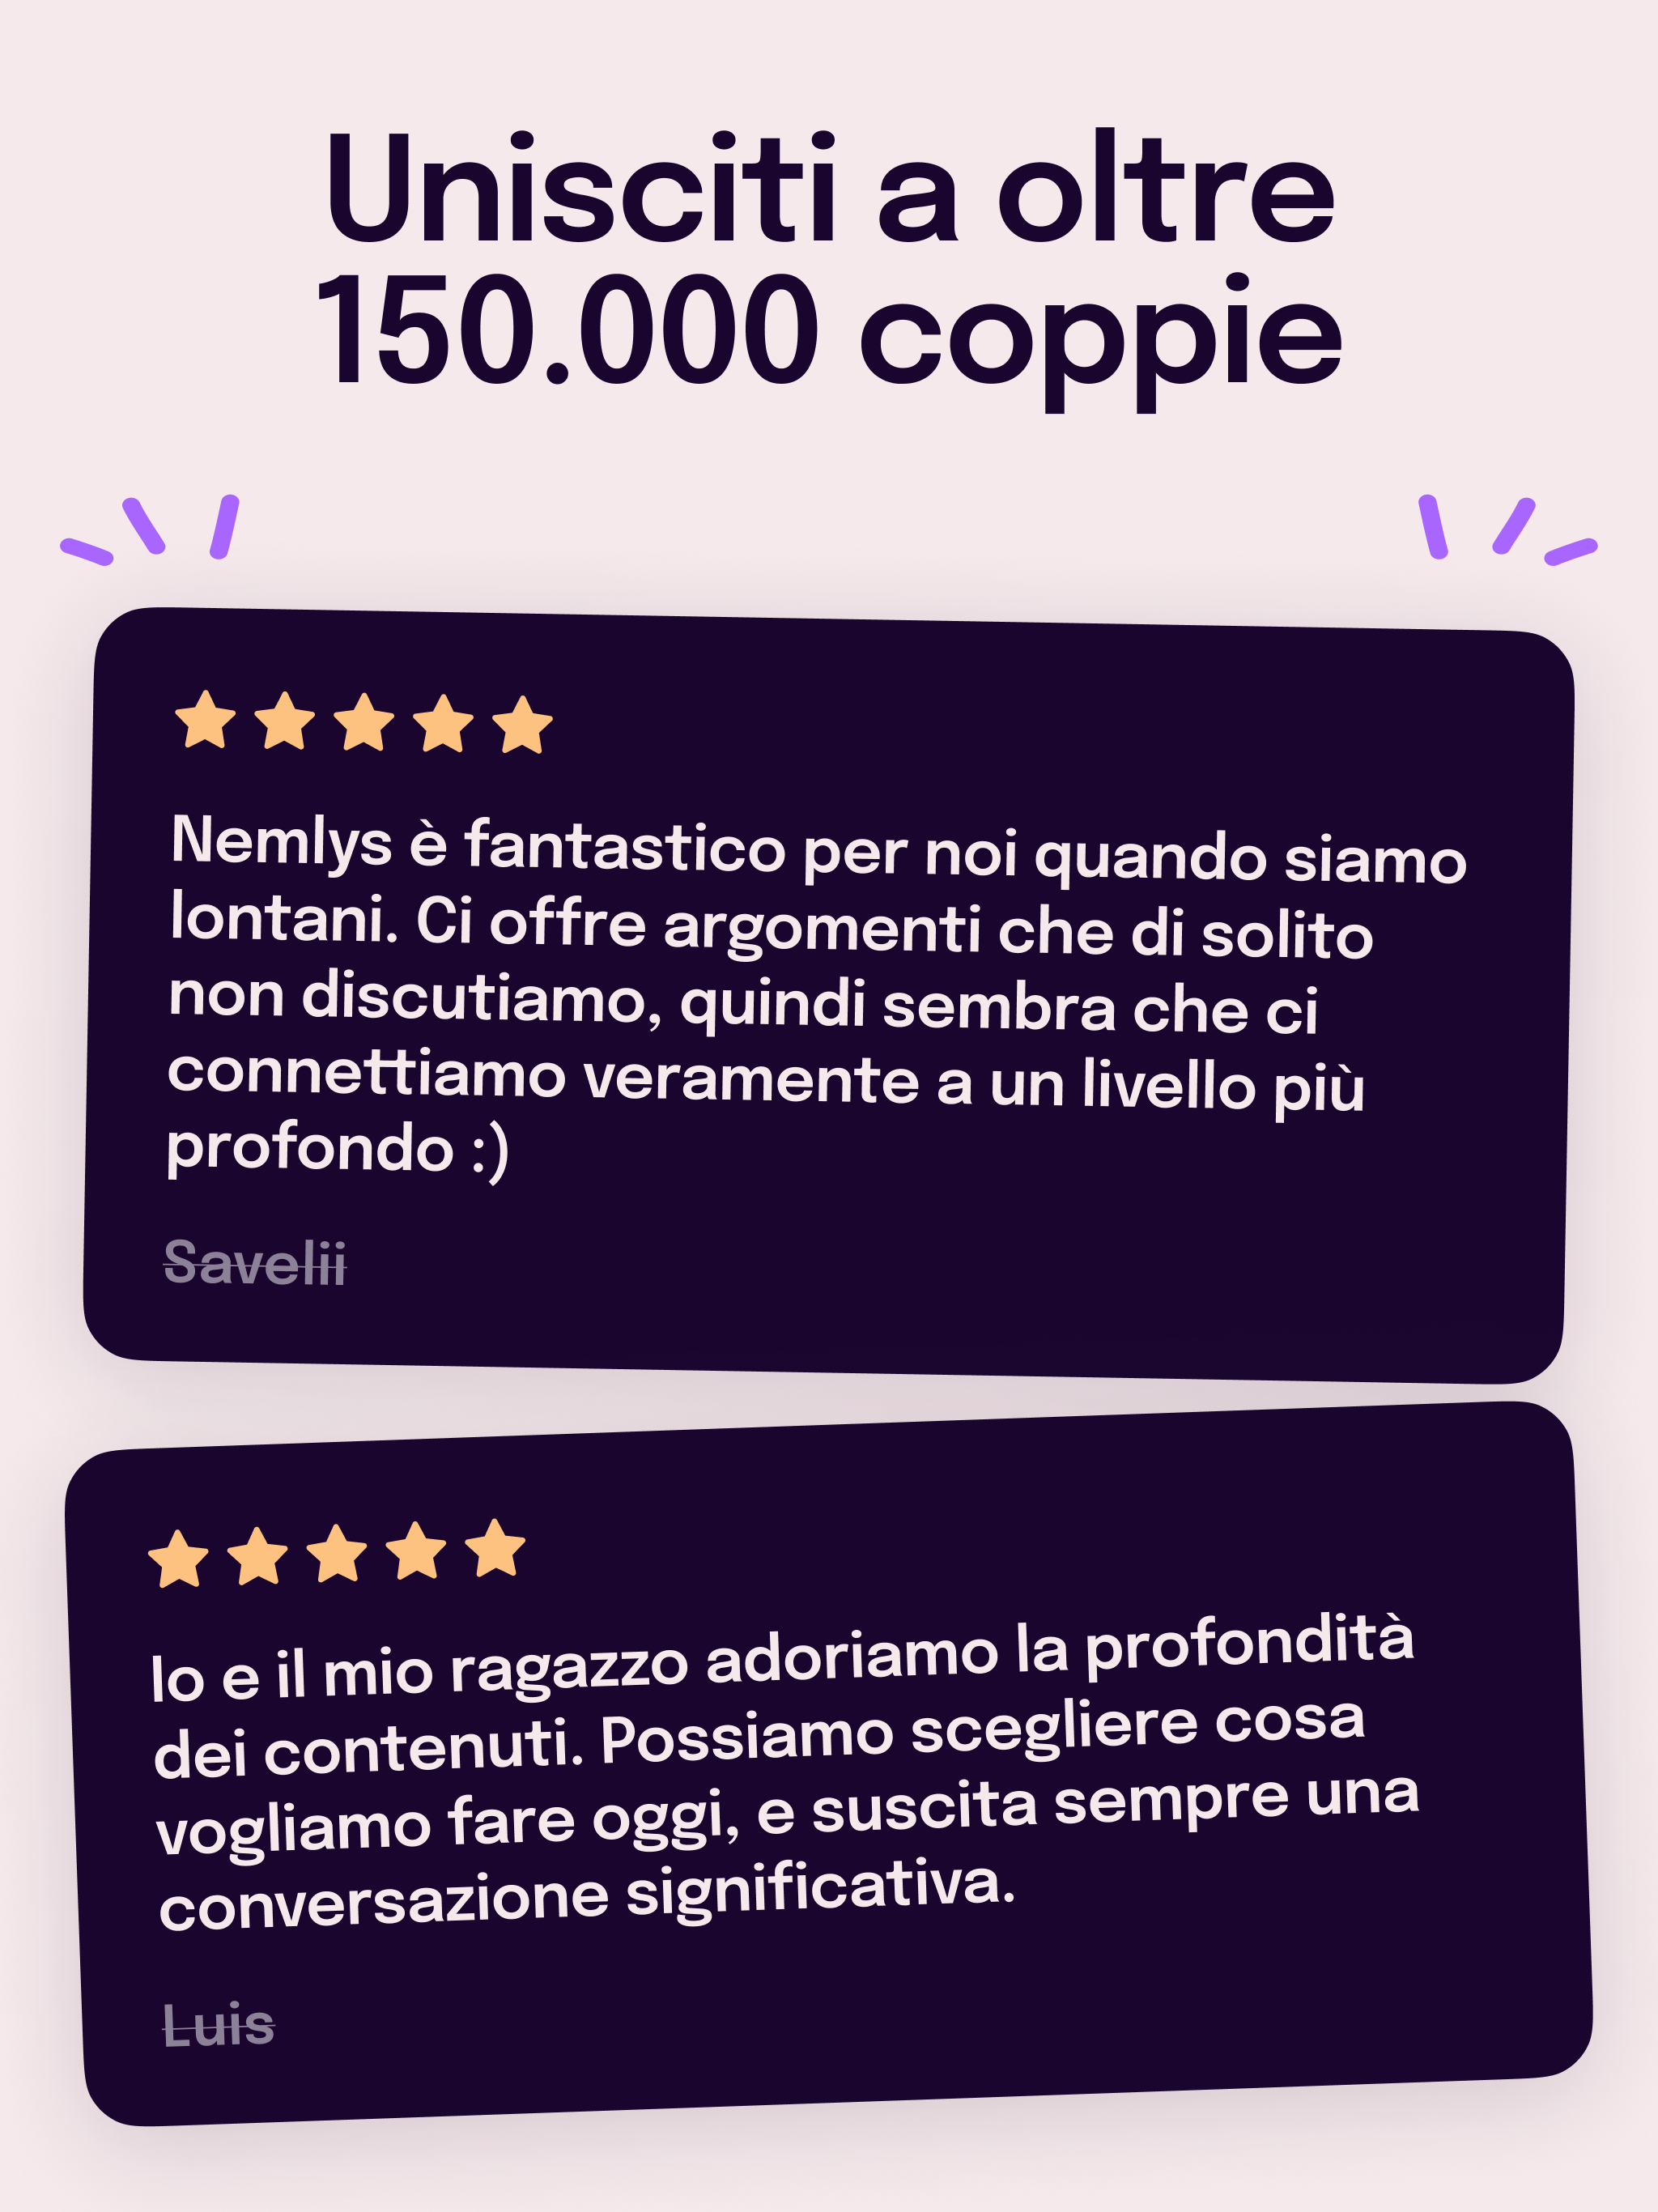 Unisciti a oltre
150.000 coppie
Nemlys è fantastico per noi quando siamo
lontani. Ci offre argomenti che di solito
non discutiamo, quindi sembra che ci
connettiamo veramente a un livello più
profondo :)
Savelii
Io e il mio ragazzo adoriamo la profondità
dei contenuti. Possiamo scegliere cosa
vogliamo fare oggi, e suscita sempre una
conversazione significativa.
Luis